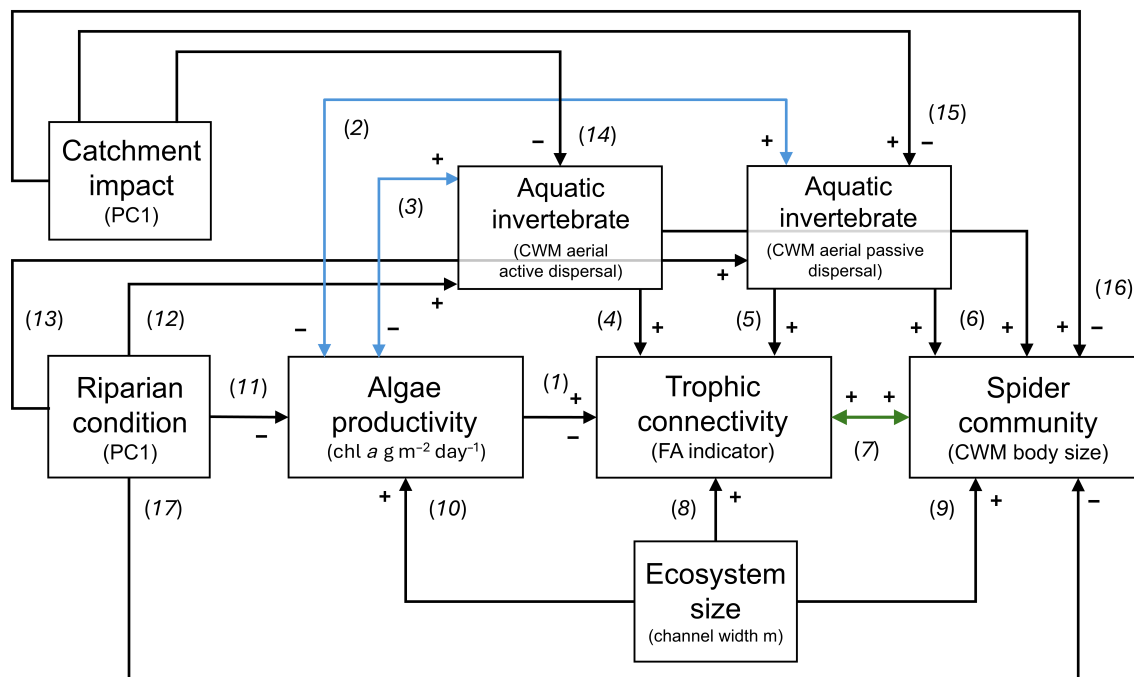 (2)
(15)
(14)
+
− 
+ −
Catchment
impact
(PC1)
+
(3)
Aquatic
invertebrate
(CWM aerial
active dispersal)
Aquatic
invertebrate
(CWM aerial passive
dispersal)
+
+
(13)
(12)
(4)
+
(5)
+
+
(6)
+
+ −
(16)
−
−
Riparian
condition
(PC1)
(11)
−
Algae
productivity
(chl a g m⁻² day⁻¹)
(1)
+
−
Trophic
connectivity
(FA indicator)
+ +
(7)
Spider
community
(CWM body size)
(17)
+
(10)
(8)
+
(9)
+
−
Ecosystem
size
(channel width m)